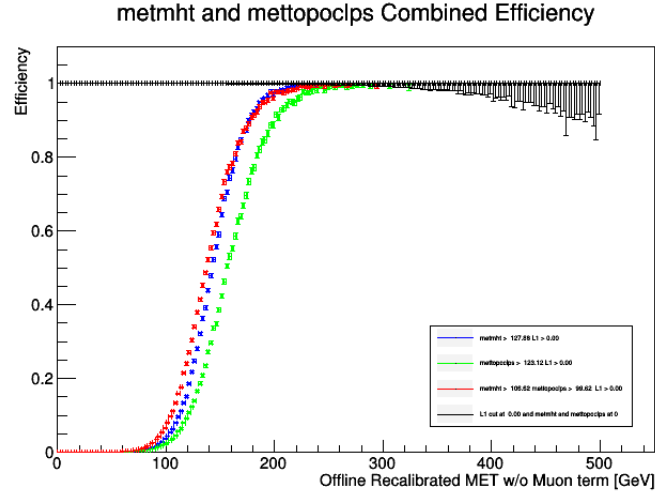 metmht and mettopoclps Combined Efficiency
Efficiency
1
0.8
0.6
0.4
0.2
0
metmht > 127.88 L1 > 0.00
mettopoclps > 123.12 L1 > 0.00
metmht > 105.62 mettopoclps > 98.62 L1 > 0.00
L1 cut at 0.00 and metmht and mettopoclps at 0
0 100 200 300 400 500
Offline Recalibrated MET w/o Muon term [GeV]